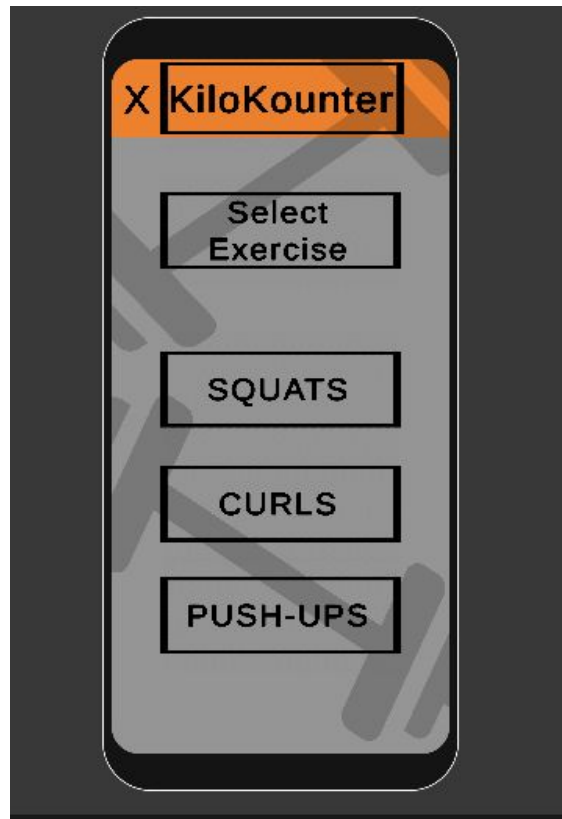 X KiloKounter
Select
Exercise
SQUATS
CURLS
PUSH-UPS